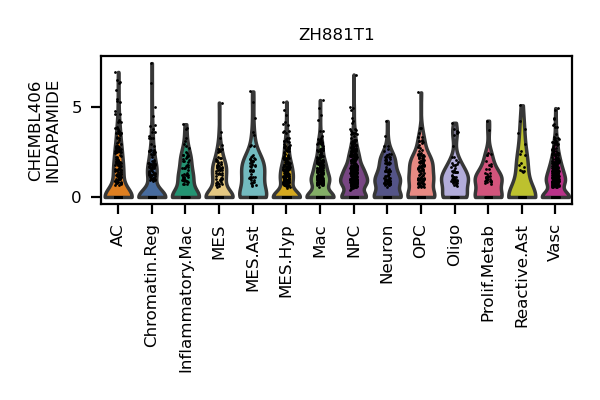 ZH881T1
CHEMBL406
INDAPAMIDE
5
0
AC
Chromatin.Reg
Inflammatory.Mac
MES
MES.Ast
MES.Hyp
Mac
NPC
Neuron
OPC
Oligo
Prolif.Metab
Reactive.Ast
Vasc